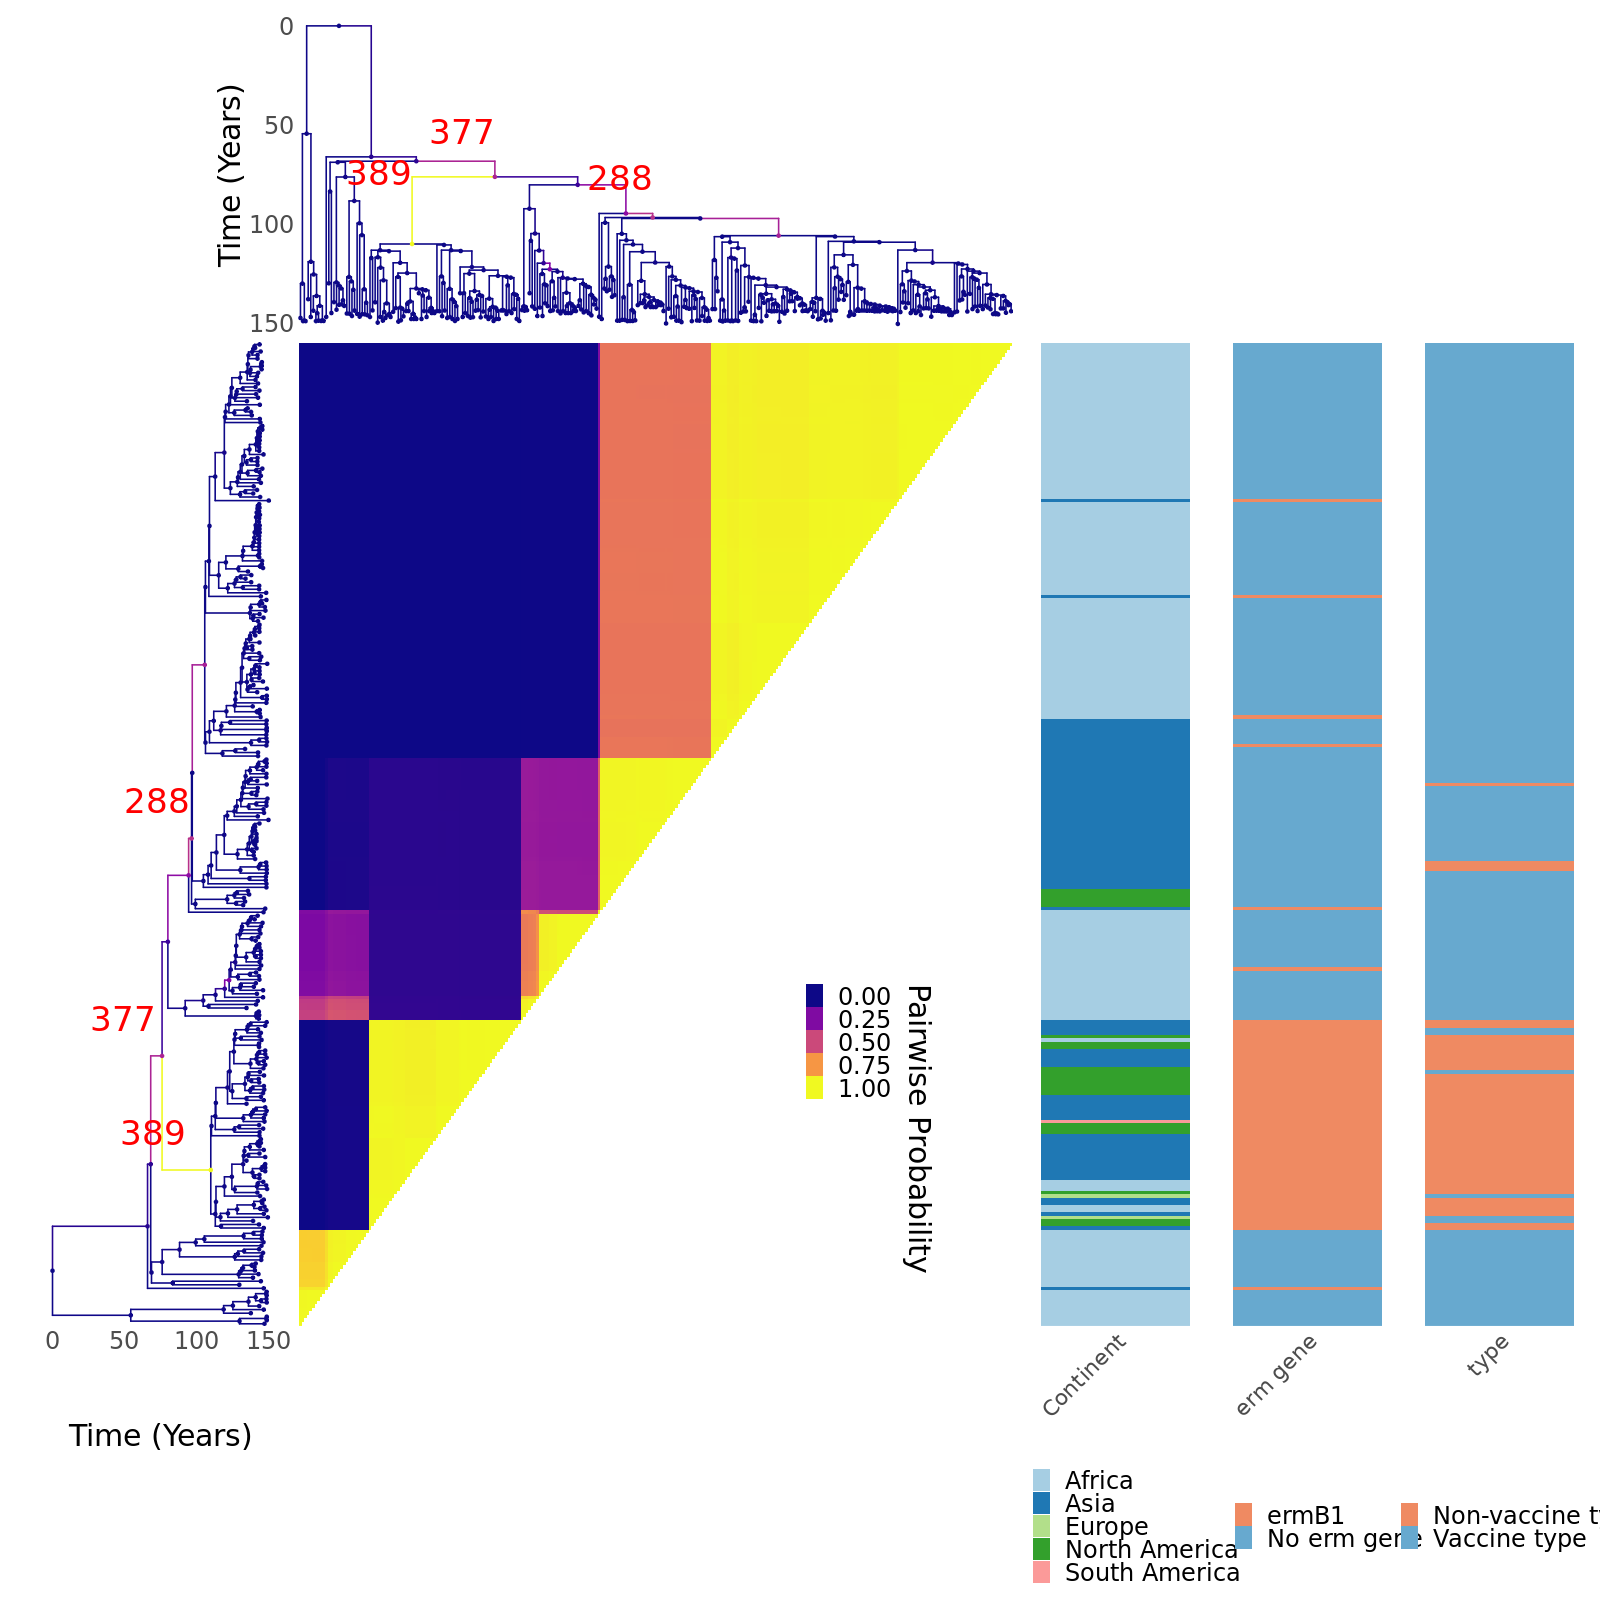 0
50
100
150
Time (Years)
377
389
288
288
377
389
0 50 100 150
Time (Years)
0.00
0.25
0.50
0.75
1.00
Pairwise Probability
Continent
erm gene
type
Africa
Asia
Europe
North America
South America
ermB1
No erm gene
Non-vaccine ty
Vaccine type